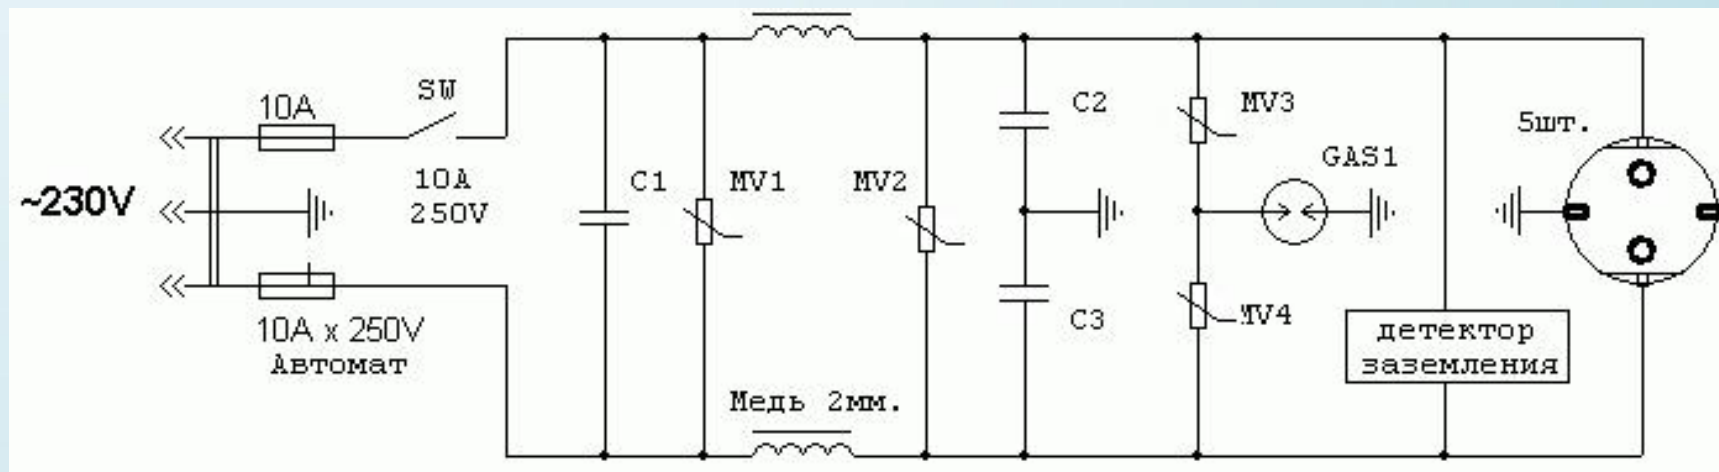 ~230V
10A
SW
10A
250V
10A x 250V
Автомат
C1
MV1
Медь 2мм.
MV2
C2
C3
MV3
MV4
GAS1
детектор
заземления
5шт.